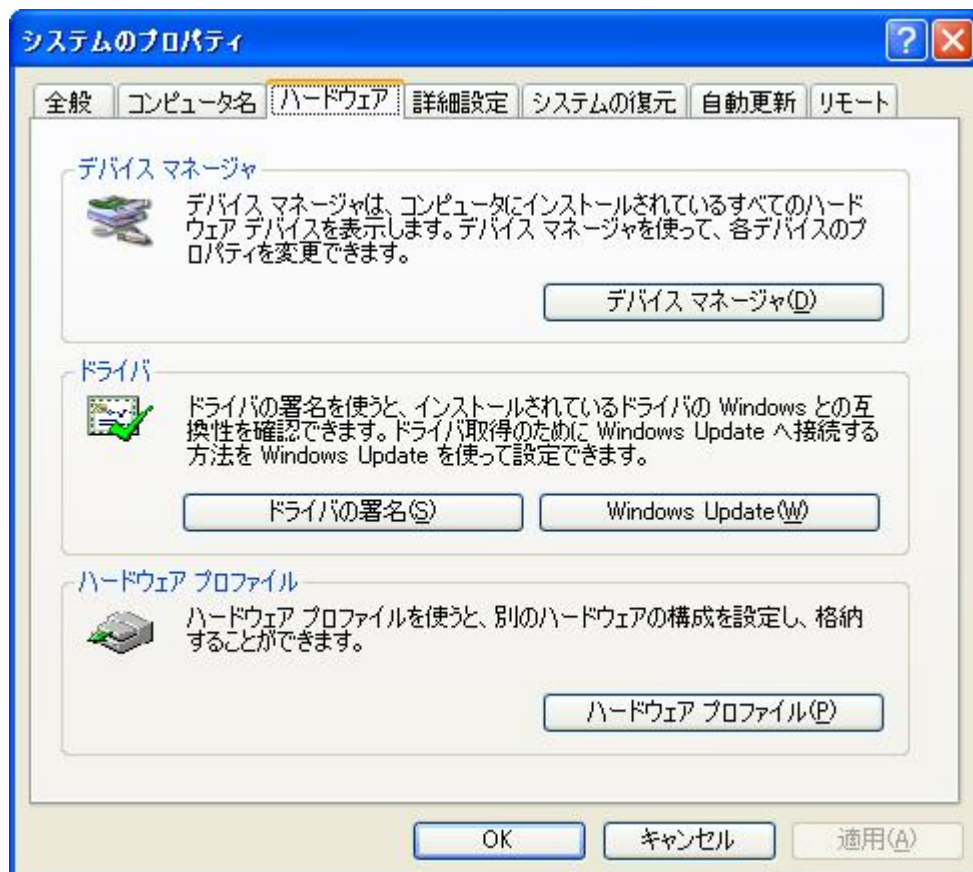 システムのプロパティ
全般 コンピュータ名 ハードウェア 詳細設定 システムの復元 自動更新 リモート
デバイス マネージャ
デバイス マネージャは、コンピュータにインストールされているすべてのハード
ウェア デバイスを表示します。デバイス マネージャを使って、各デバイスのプ
ロパティを変更できます。
デバイス マネージャ(D)
ドライバ
ドライバの署名を使うと、インストールされているドライバの Windows との互
換性を確認できます。ドライバ取得のために Windows Update へ接続する
方法を Windows Update を使って設定できます。
ドライバの署名(S) Windows Update(W)
ハードウェア プロファイル
ハードウェア プロファイルを使うと、別のハードウェアの構成を設定し、格納
することができます。
ハードウェア プロファイル(P)
OK キャンセル 適用(A)